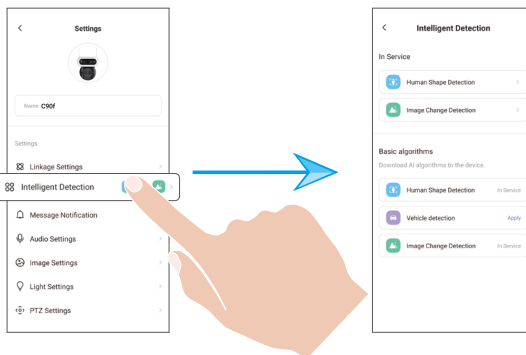 Settings
Name C90f
Settings
Linkage Settings
Intelligent Detection
Message Notification
Audio Settings
Image Settings
Light Settings
PTZ Settings
Intelligent Detection
In Service
Human Shape Detection
Image Change Detection
Basic algorithms
Download AI algorithms to the device.
Human Shape Detection In Service
Vehicle detection Apply
Image Change Detection In Service